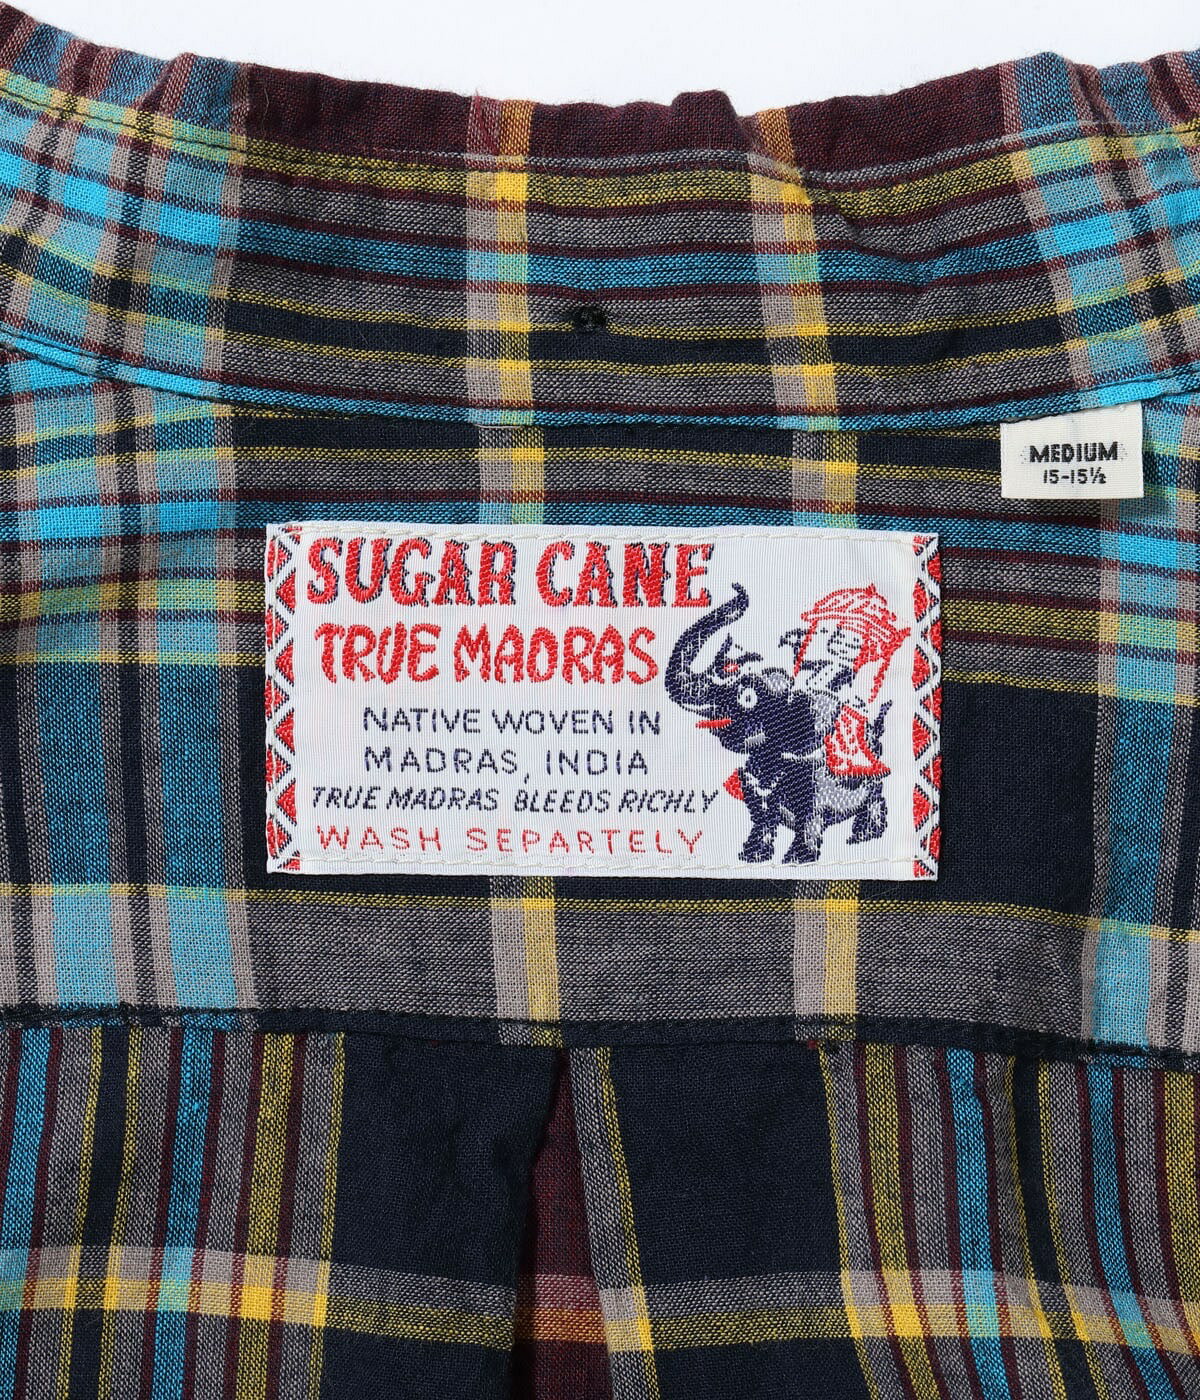 MEDIUM
15-15½
SUGAR CANE
TRUE MADRAS
NATIVE WOVEN IN
MADRAS, INDIA
TRUE MADRAS BLEEDS RICHLY
WASH SEPARTELY